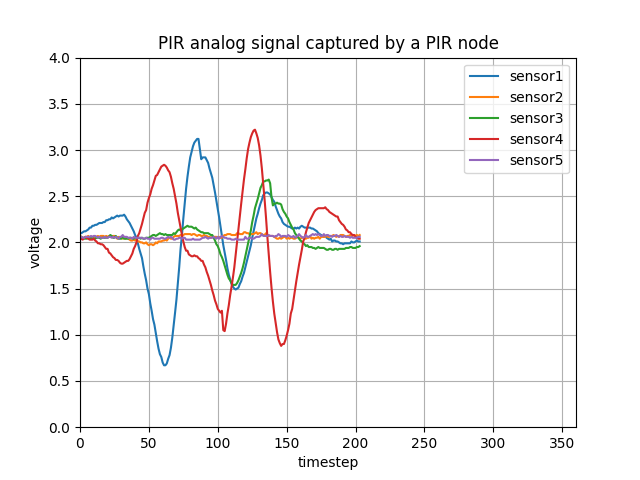 PIR analog signal captured by a PIR node
4.0
3.5
3.0
2.5
2.0
1.5
1.0
0.5
0.0
voltage
0 50 100 150 200 250 300 350
timestep
sensor1
sensor2
sensor3
sensor4
sensor5